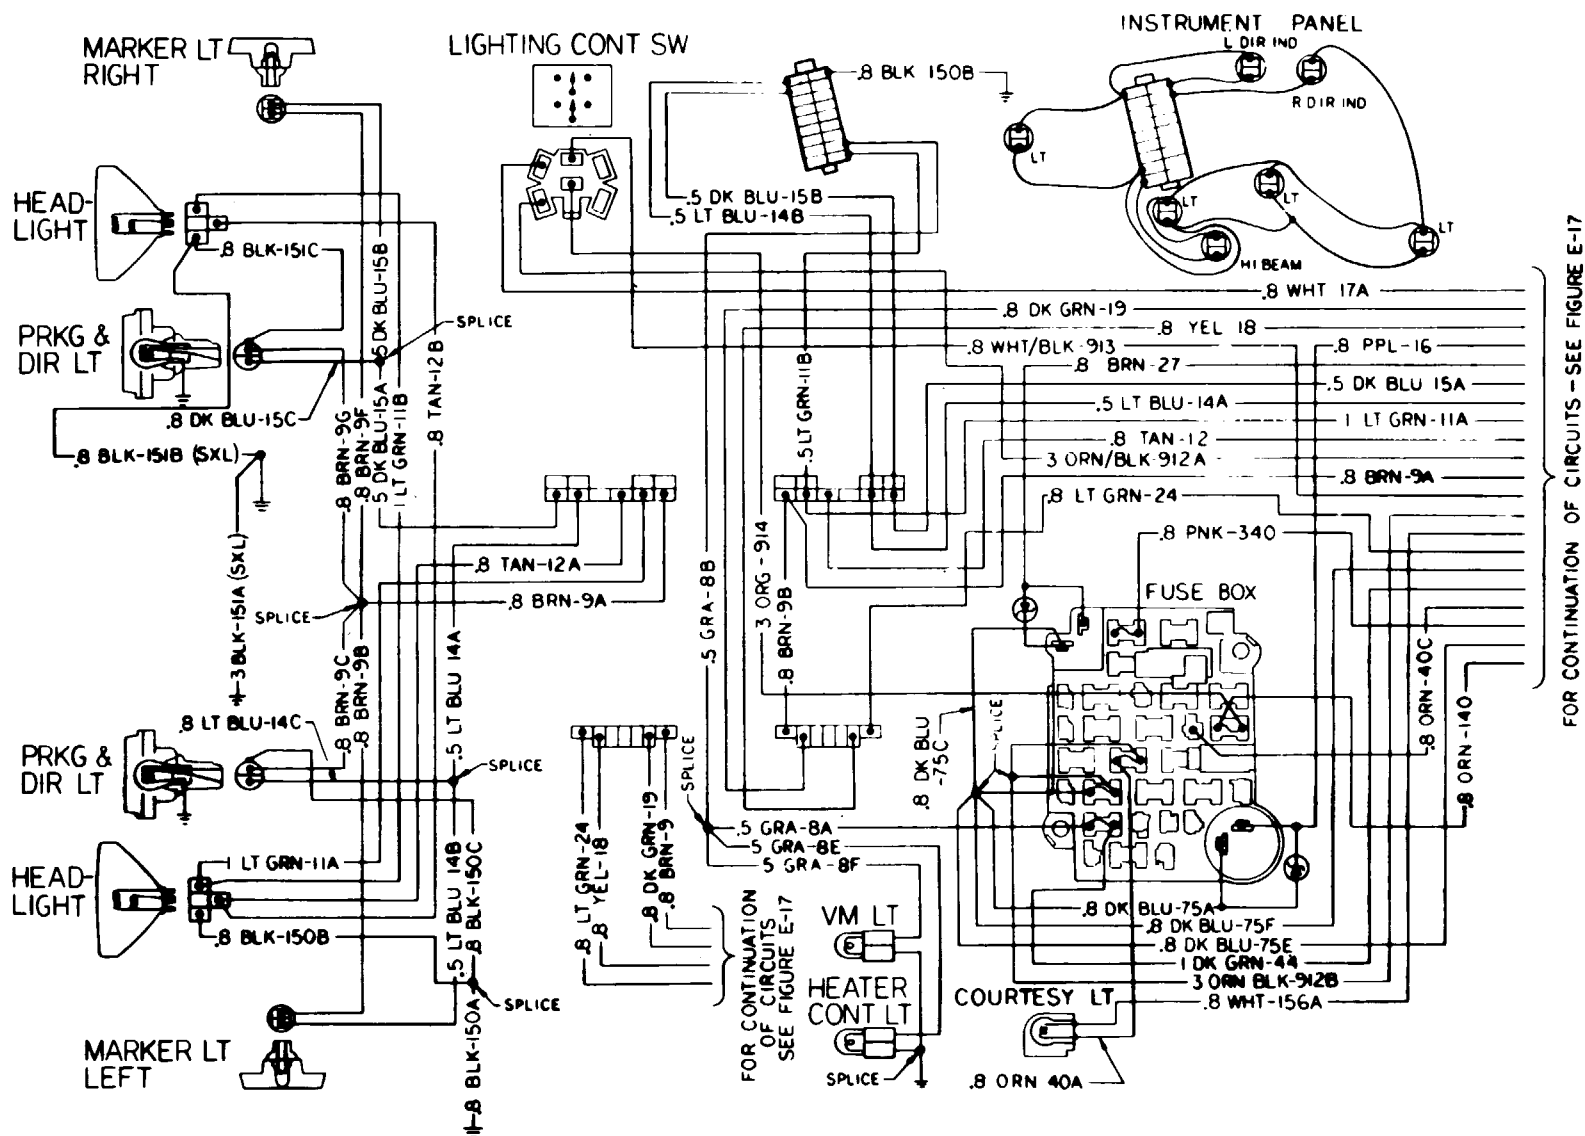 MARKER LT
RIGHT
LIGHTING CONT SW
INSTRUMENT PANEL
L DIR IND
R DIR IND
.8 BLK 150B
LT
HEAD-
LIGHT
.8 BLK-151C
.5 DK BLU-15B
.5 LT BLU-14B
LT
LT
LT
HI BEAM
.8 WHT 17A
.8 DK GRN-19
.8 YEL 18
.8 WHT/BLK-913
.8 PPL-16
.8 BRN-27
.5 DK BLU 15A
.5 LT BLU-14A
1 LT GRN-11A
.8 TAN-12
3 ORN/BLK-912A
.8 BRN-9A
.8 LT GRN-24
.8 PNK-340
FUSE BOX
FOR CONTINUATION OF CIRCUITS-SEE FIGURE E-17
PRKG &
DIR LT
SPLICE
.5 DK BLU-15B
.8 TAN-12B
.8 DK BLU-15C
.8 BLK-151B (SXL)
.8 BRN-9G
.8 BRN-9F
.5 DK BLU-15A
1 LT GRN-11B
.5 LT GRN-11B
3 BLK-151A (SXL)
SPLICE
.8 TAN-12A
.8 BRN-9A
.5 GRA-8B
3 ORG-914
.8 BRN-9B
.8 BRN-9C
.8 BRN-9B
.5 LT BLU 14A
.8 LT BLU-14C
PRKG &
DIR LT
SPLICE
SPLICE
.8 DK BLU
-75C
SPLICE
.8 ORN-40C
.8 ORN-140
.5 GRA-8A
.5 GRA-8E
5 GRA-8F
.8 LT GRN-24
.8 YEL-18
.8 DK GRN-19
.8 BRN-9
HEAD-
LIGHT
1 LT GRN-11A
.8 BLK-150B
.5 LT BLU 14B
.8 BLK-150C
SPLICE
.8 BLK-150A
FOR CONTINUATION
OF CIRCUITS
SEE FIGURE E-17
VM LT
HEATER
CONT LT
SPLICE
COURTESY LT
.8 DK BLU-75A
.8 DK BLU-75F
.8 DK BLU-75E
1 DK GRN-44
3 ORN BLK-912B
.8 WHT-156A
.8 ORN 40A
MARKER LT
LEFT